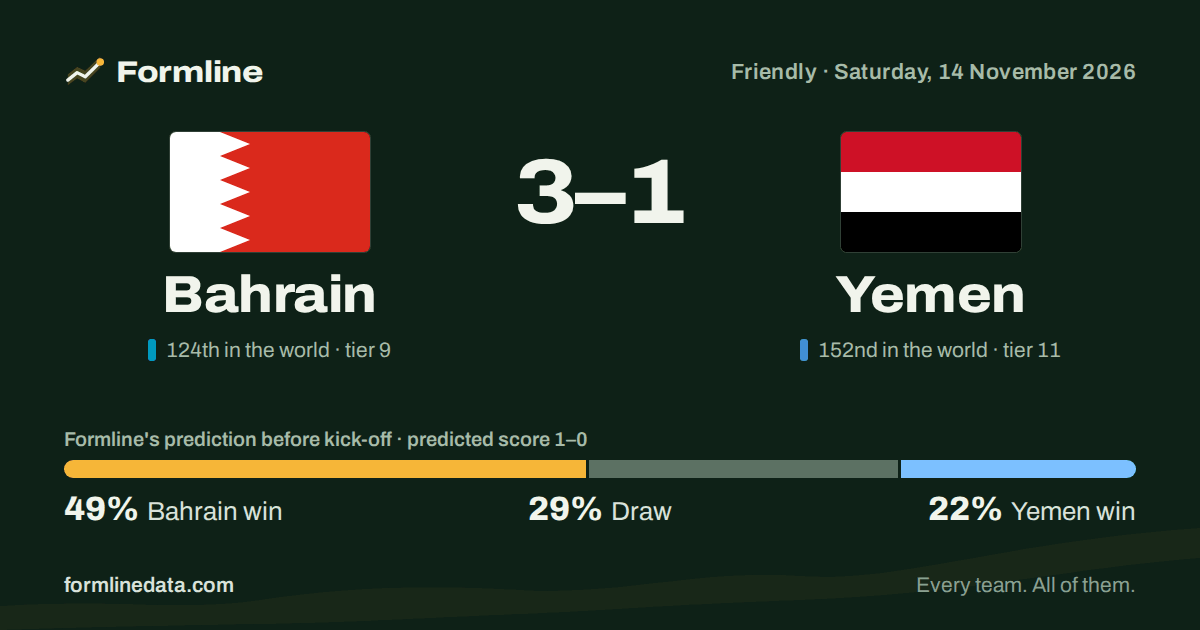 Formline
Friendly · Saturday, 14 November 2026
3–1
Bahrain
Yemen
124th in the world · tier 9
152nd in the world · tier 11
Formline's prediction before kick-off · predicted score 1–0
49% Bahrain win
29% Draw
22% Yemen win
formlinedata.com
Every team. All of them.